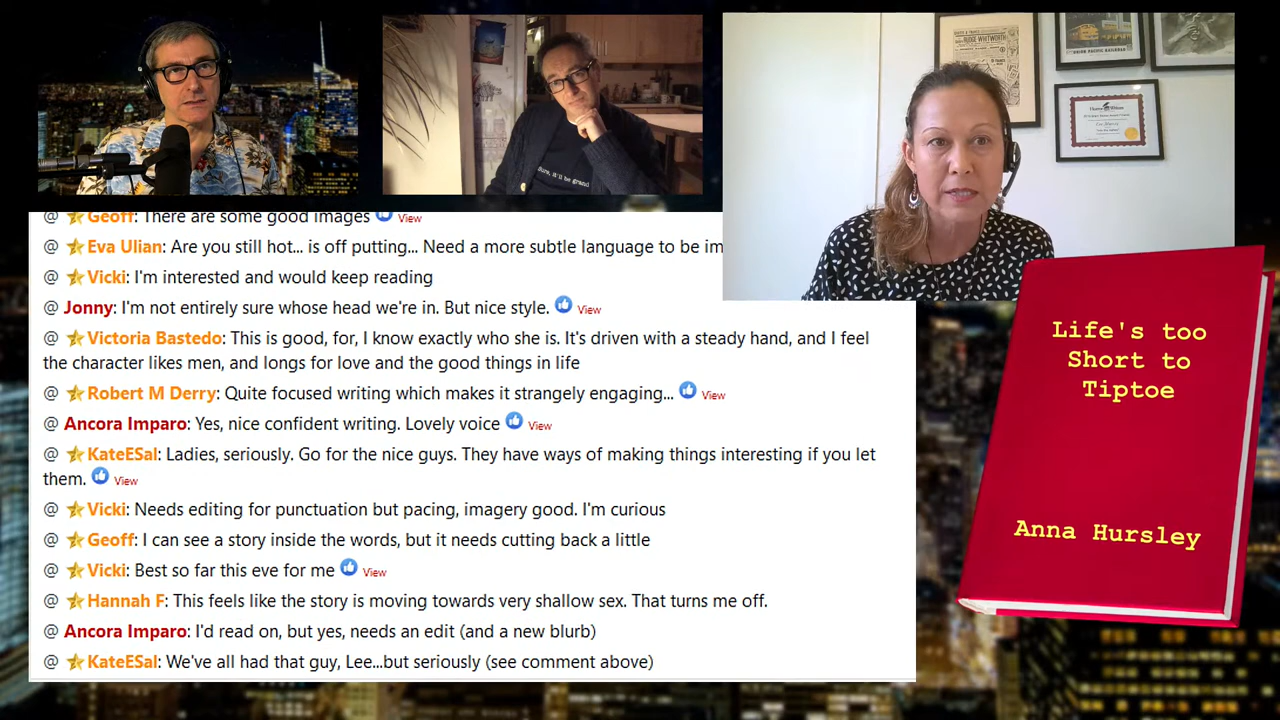 Sure, it'll be grand
UNION PACIFIC RAILROAD
RUDGE-WHITWORTH
@ Geoff: There are some good images View
@ Eva Ulian: Are you still hot... is off putting... Need a more subtle language to be im
@ Vicki: I'm interested and would keep reading
@ Jonny: I'm not entirely sure whose head we're in. But nice style. View
@ Victoria Bastedo: This is good, for, I know exactly who she is. It's driven with a steady hand, and I feel
the character likes men, and longs for love and the good things in life
@ Robert M Derry: Quite focused writing which makes it strangely engaging... View
@ Ancora Imparo: Yes, nice confident writing. Lovely voice View
@ KateESal: Ladies, seriously. Go for the nice guys. They have ways of making things interesting if you let
them. View
@ Vicki: Needs editing for punctuation but pacing, imagery good. I'm curious
@ Geoff: I can see a story inside the words, but it needs cutting back a little
@ Vicki: Best so far this eve for me View
@ Hannah F: This feels like the story is moving towards very shallow sex. That turns me off.
@ Ancora Imparo: I'd read on, but yes, needs an edit (and a new blurb)
@ KateESal: We've all had that guy, Lee...but seriously (see comment above)
Life's too
Short to
Tiptoe
Anna Hursley